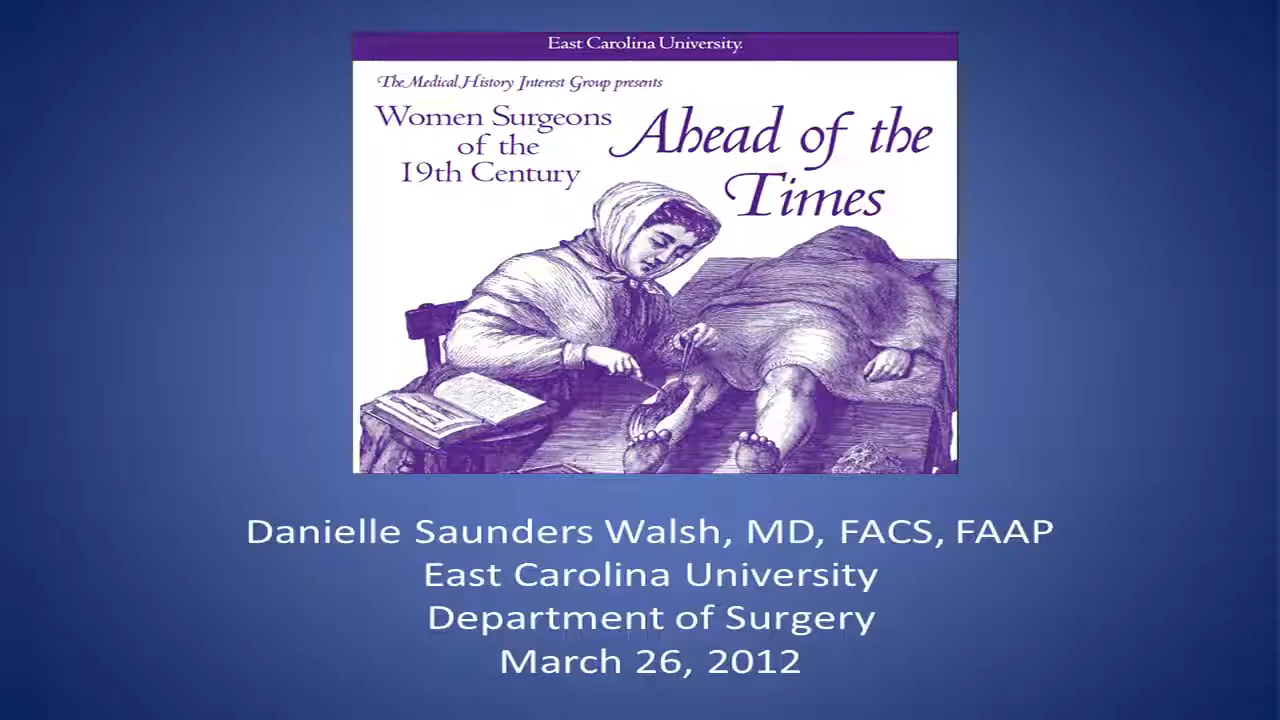 East Carolina University.
The Medical History Interest Group presents
Women Surgeons
of the
19th Century
Ahead of the
Times
Danielle Saunders Walsh, MD, FACS, FAAP
East Carolina University
Department of Surgery
March 26, 2012